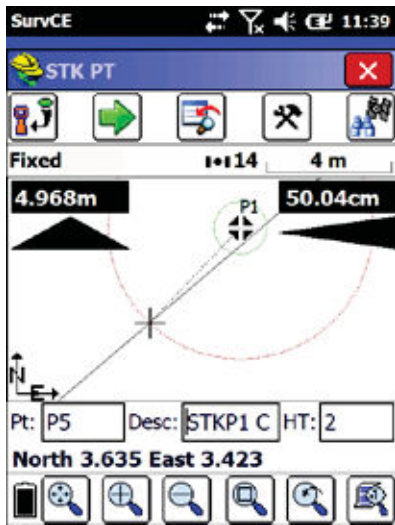 SurvCE 11:39
STK PT
Fixed 14 4 m
4.968m P1 50.04cm
N
E
Pt: P5 Desc: STKP1 C HT: 2
North 3.635 East 3.423